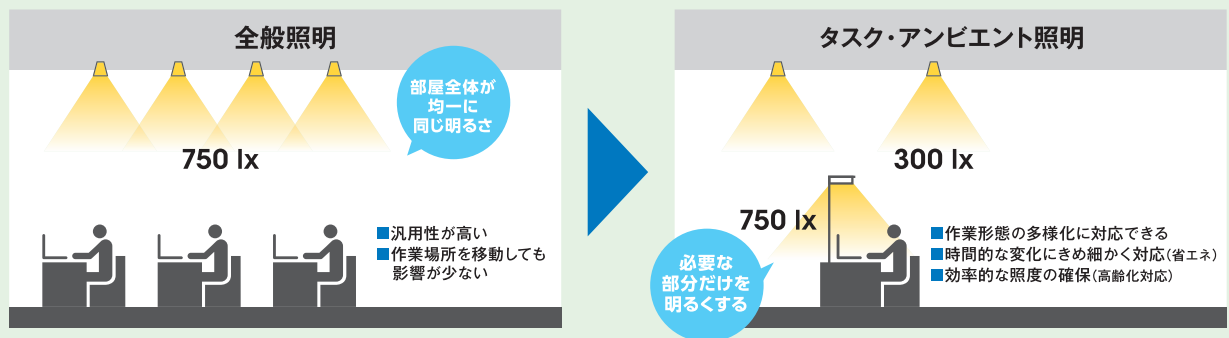 全般照明
部屋全体が
均一に
同じ明るさ
750 lx
■汎用性が高い
■作業場所を移動しても
影響が少ない
タスク・アンビエント照明
300 lx
750 lx
必要な
部分だけを
明るくする
■作業形態の多様化に対応できる
■時間的な変化にきめ細かく対応(省エネ)
■効率的な照度の確保(高齢化対応)